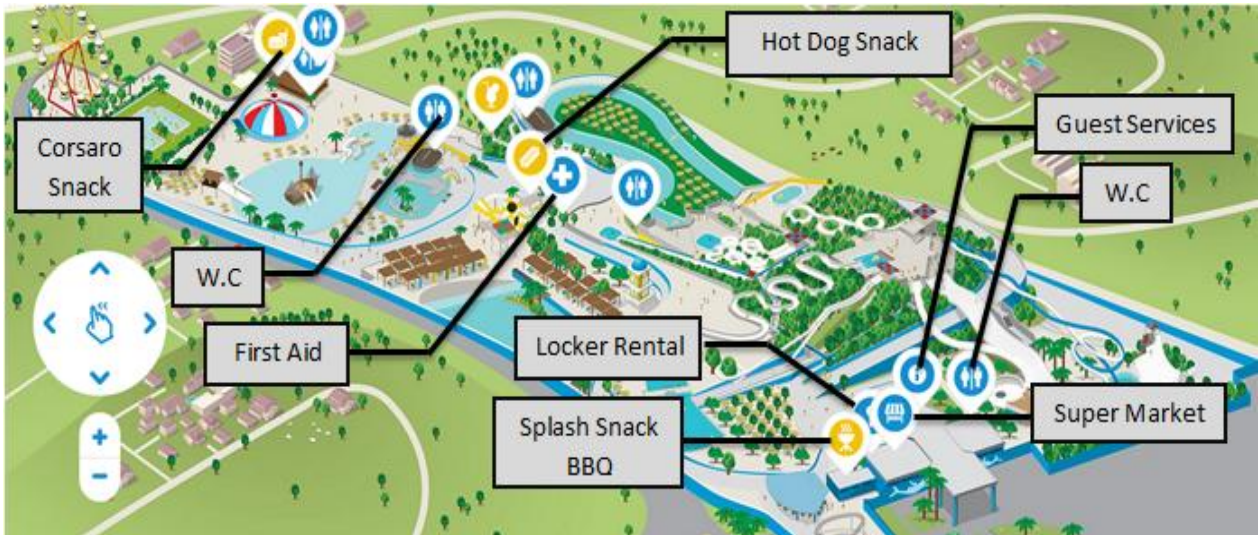 Hot Dog Snack
Guest Services
Corsaro
Snack
W.C
W.C
First Aid
Locker Rental
Splash Snack
BBQ
Super Market
+
−